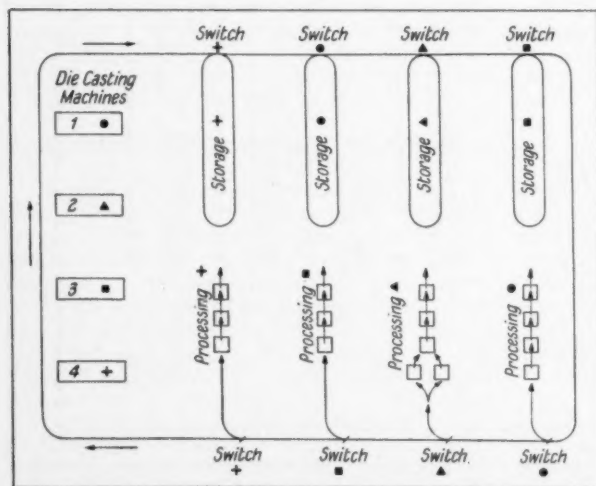 Switch Switch Switch Switch
Die Casting
Machines
1
2
3
4
Storage Storage Storage Storage
Processing Processing Processing Processing
Switch Switch Switch Switch